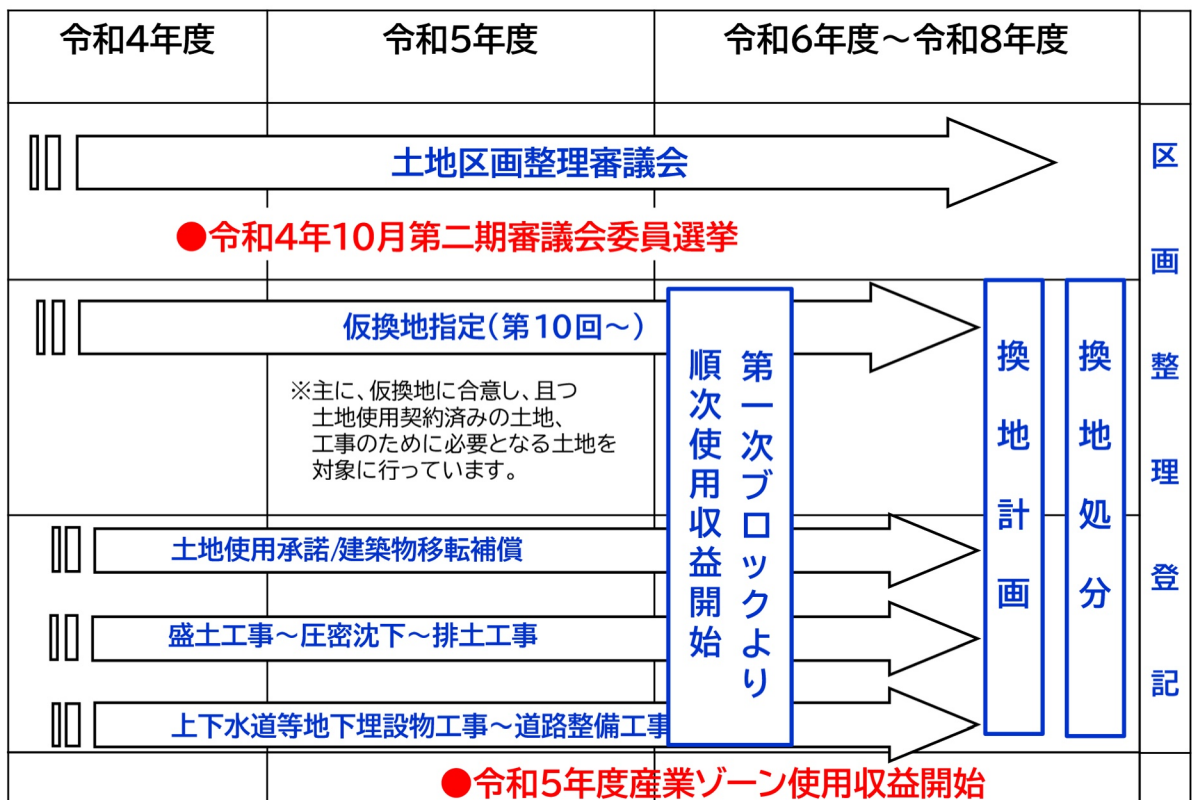 令和4年度
令和5年度
令和6年度～令和8年度
土地区画整理審議会
●令和4年10月第二期審議会委員選挙
仮換地指定（第10回～）
※主に、仮換地に合意し、且つ
土地使用契約済みの土地、
工事のために必要となる土地を
対象に行っています。
土地使用承諾/建築物移転補償
盛土工事～圧密沈下～排土工事
上下水道等地下埋設物工事～道路整備工事
第一次ブロックより
順次使用収益開始
換地計画
換地処分
区画整理登記
●令和5年度産業ゾーン使用収益開始